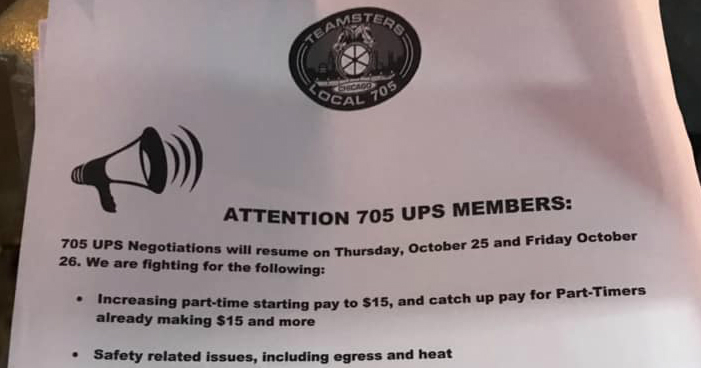 TEAMSTERS
CHICAGO
LOCAL 705
ATTENTION 705 UPS MEMBERS:
705 UPS Negotiations will resume on Thursday, October 25 and Friday October
26. We are fighting for the following:
• Increasing part-time starting pay to $15, and catch up pay for Part-Timers
already making $15 and more
• Safety related issues, including egress and heat